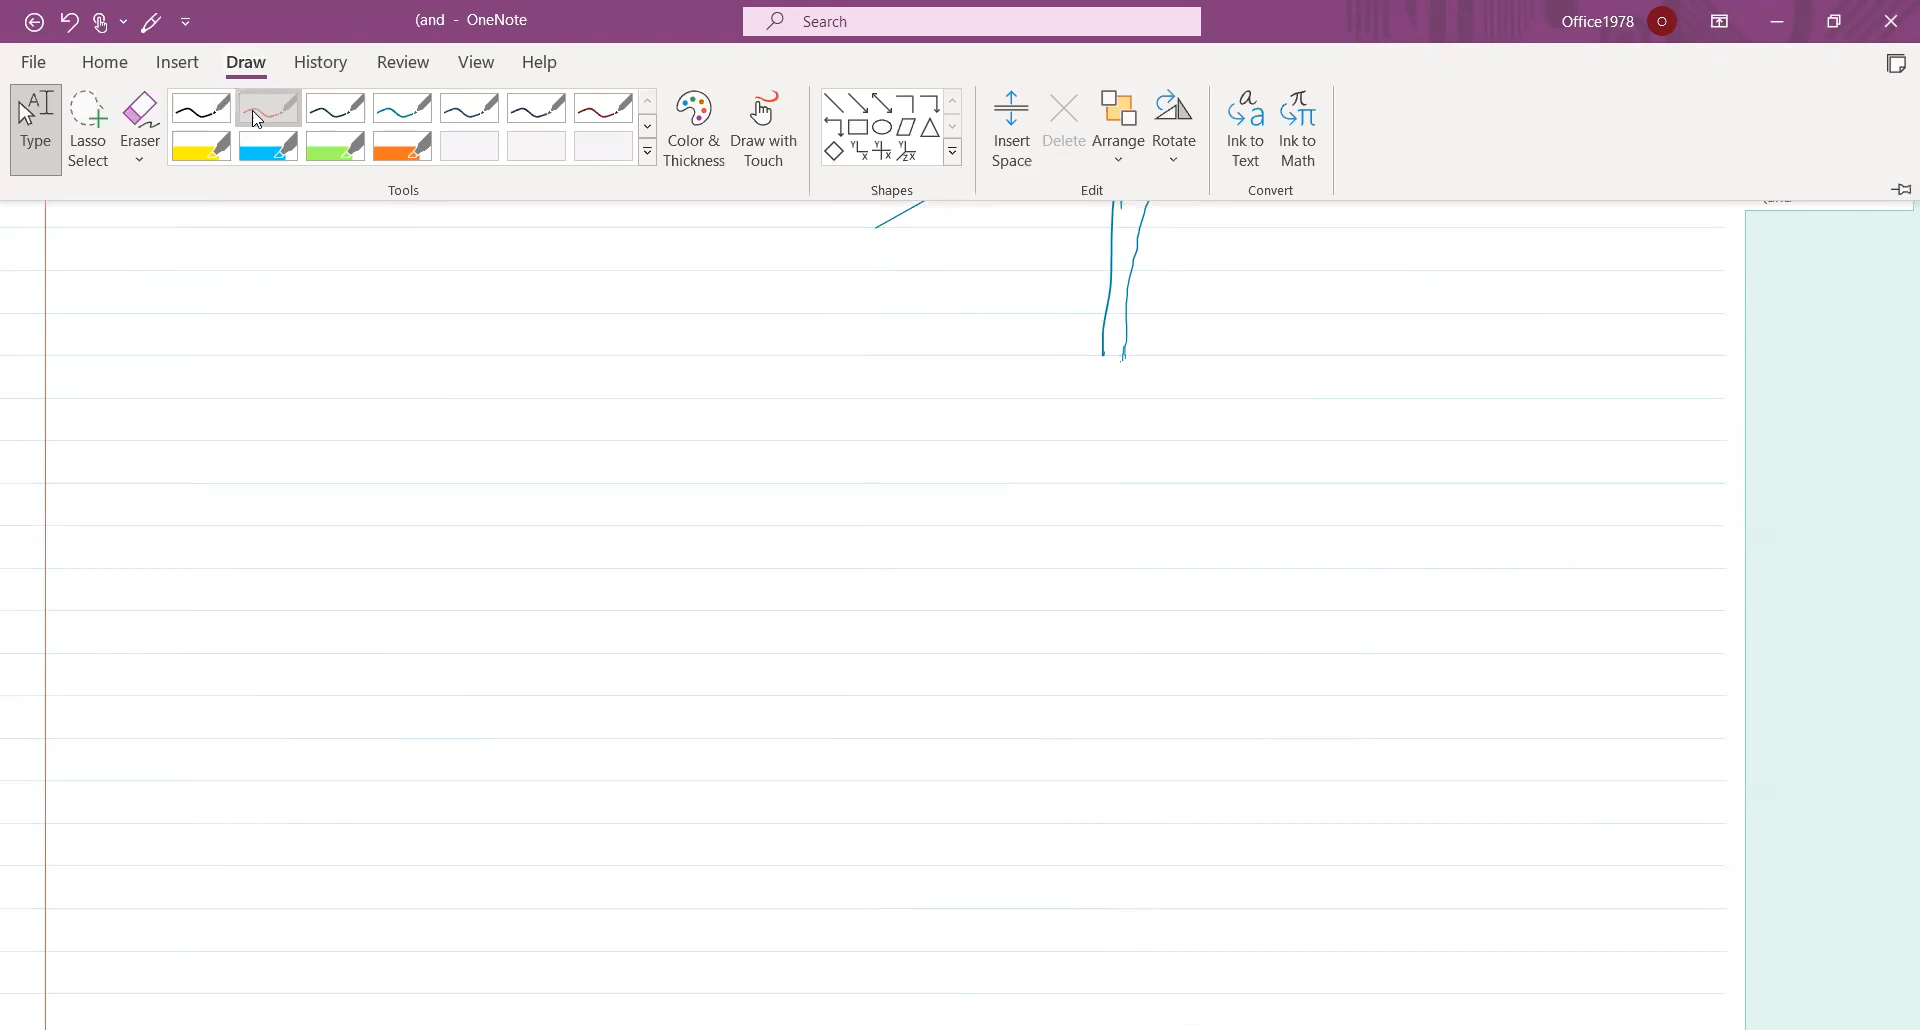 (and - OneNote
Search
Office1978
O
File Home Insert Draw History Review View Help
Type
Lasso Select
Eraser
Color & Thickness
Draw with Touch
Insert Space
Delete
Arrange
Rotate
Ink to Text
Ink to Math
Tools
Shapes
Edit
Convert